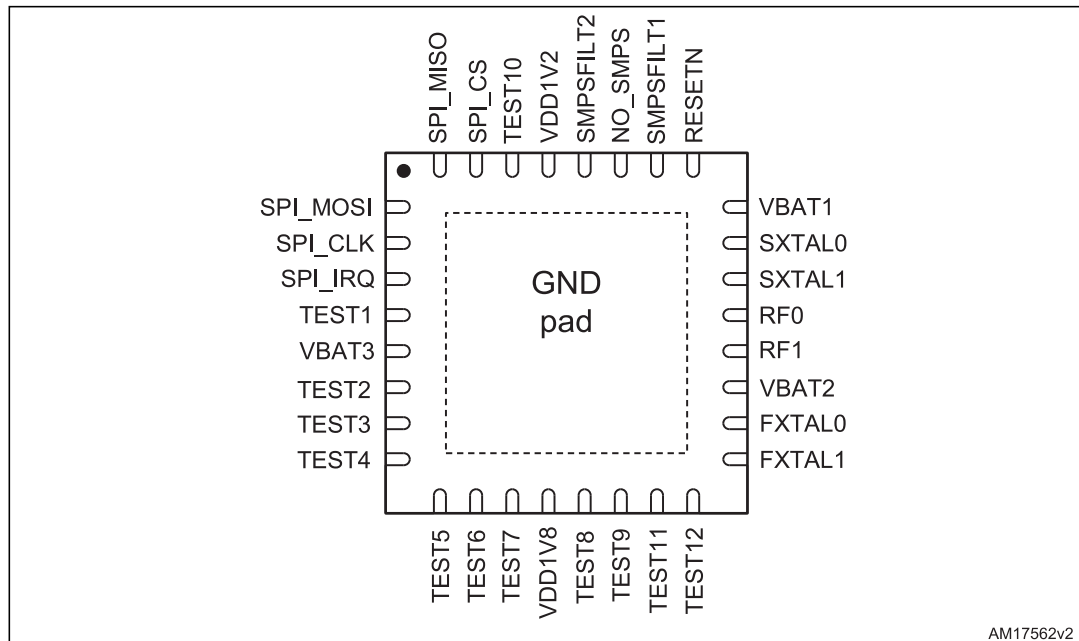 SPI_MISO
SPI_CS
TEST10
VDD1V2
SMPSFILT2
NO_SMPS
SMPSFILT1
RESETN
SPI_MOSI
SPI_CLK
SPI_IRQ
TEST1
VBAT3
TEST2
TEST3
TEST4
GND
pad
VBAT1
SXTAL0
SXTAL1
RF0
RF1
VBAT2
FXTAL0
FXTAL1
TEST5
TEST6
TEST7
VDD1V8
TEST8
TEST9
TEST11
TEST12
AM17562v2